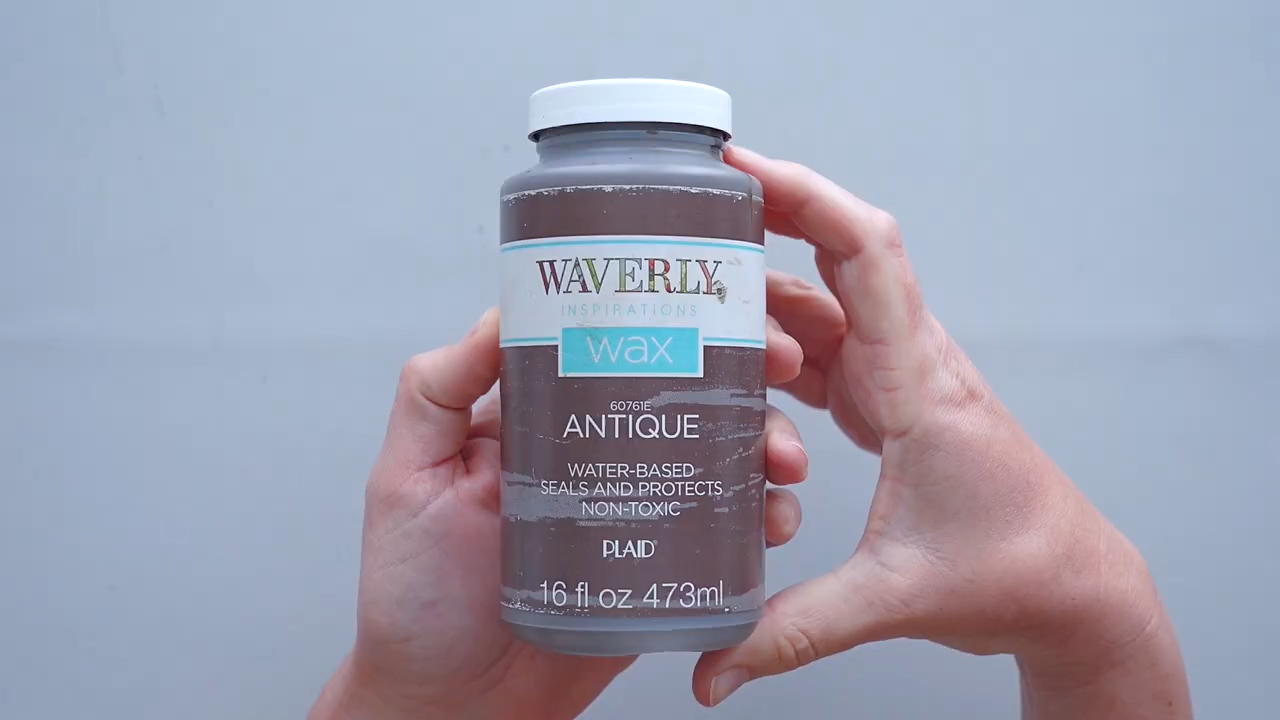 WAVERLY
INSPIRATIONS
wax
60761E
ANTIQUE
WATER-BASED
SEALS AND PROTECTS
NON-TOXIC
PLAID®
16 fl oz 473ml